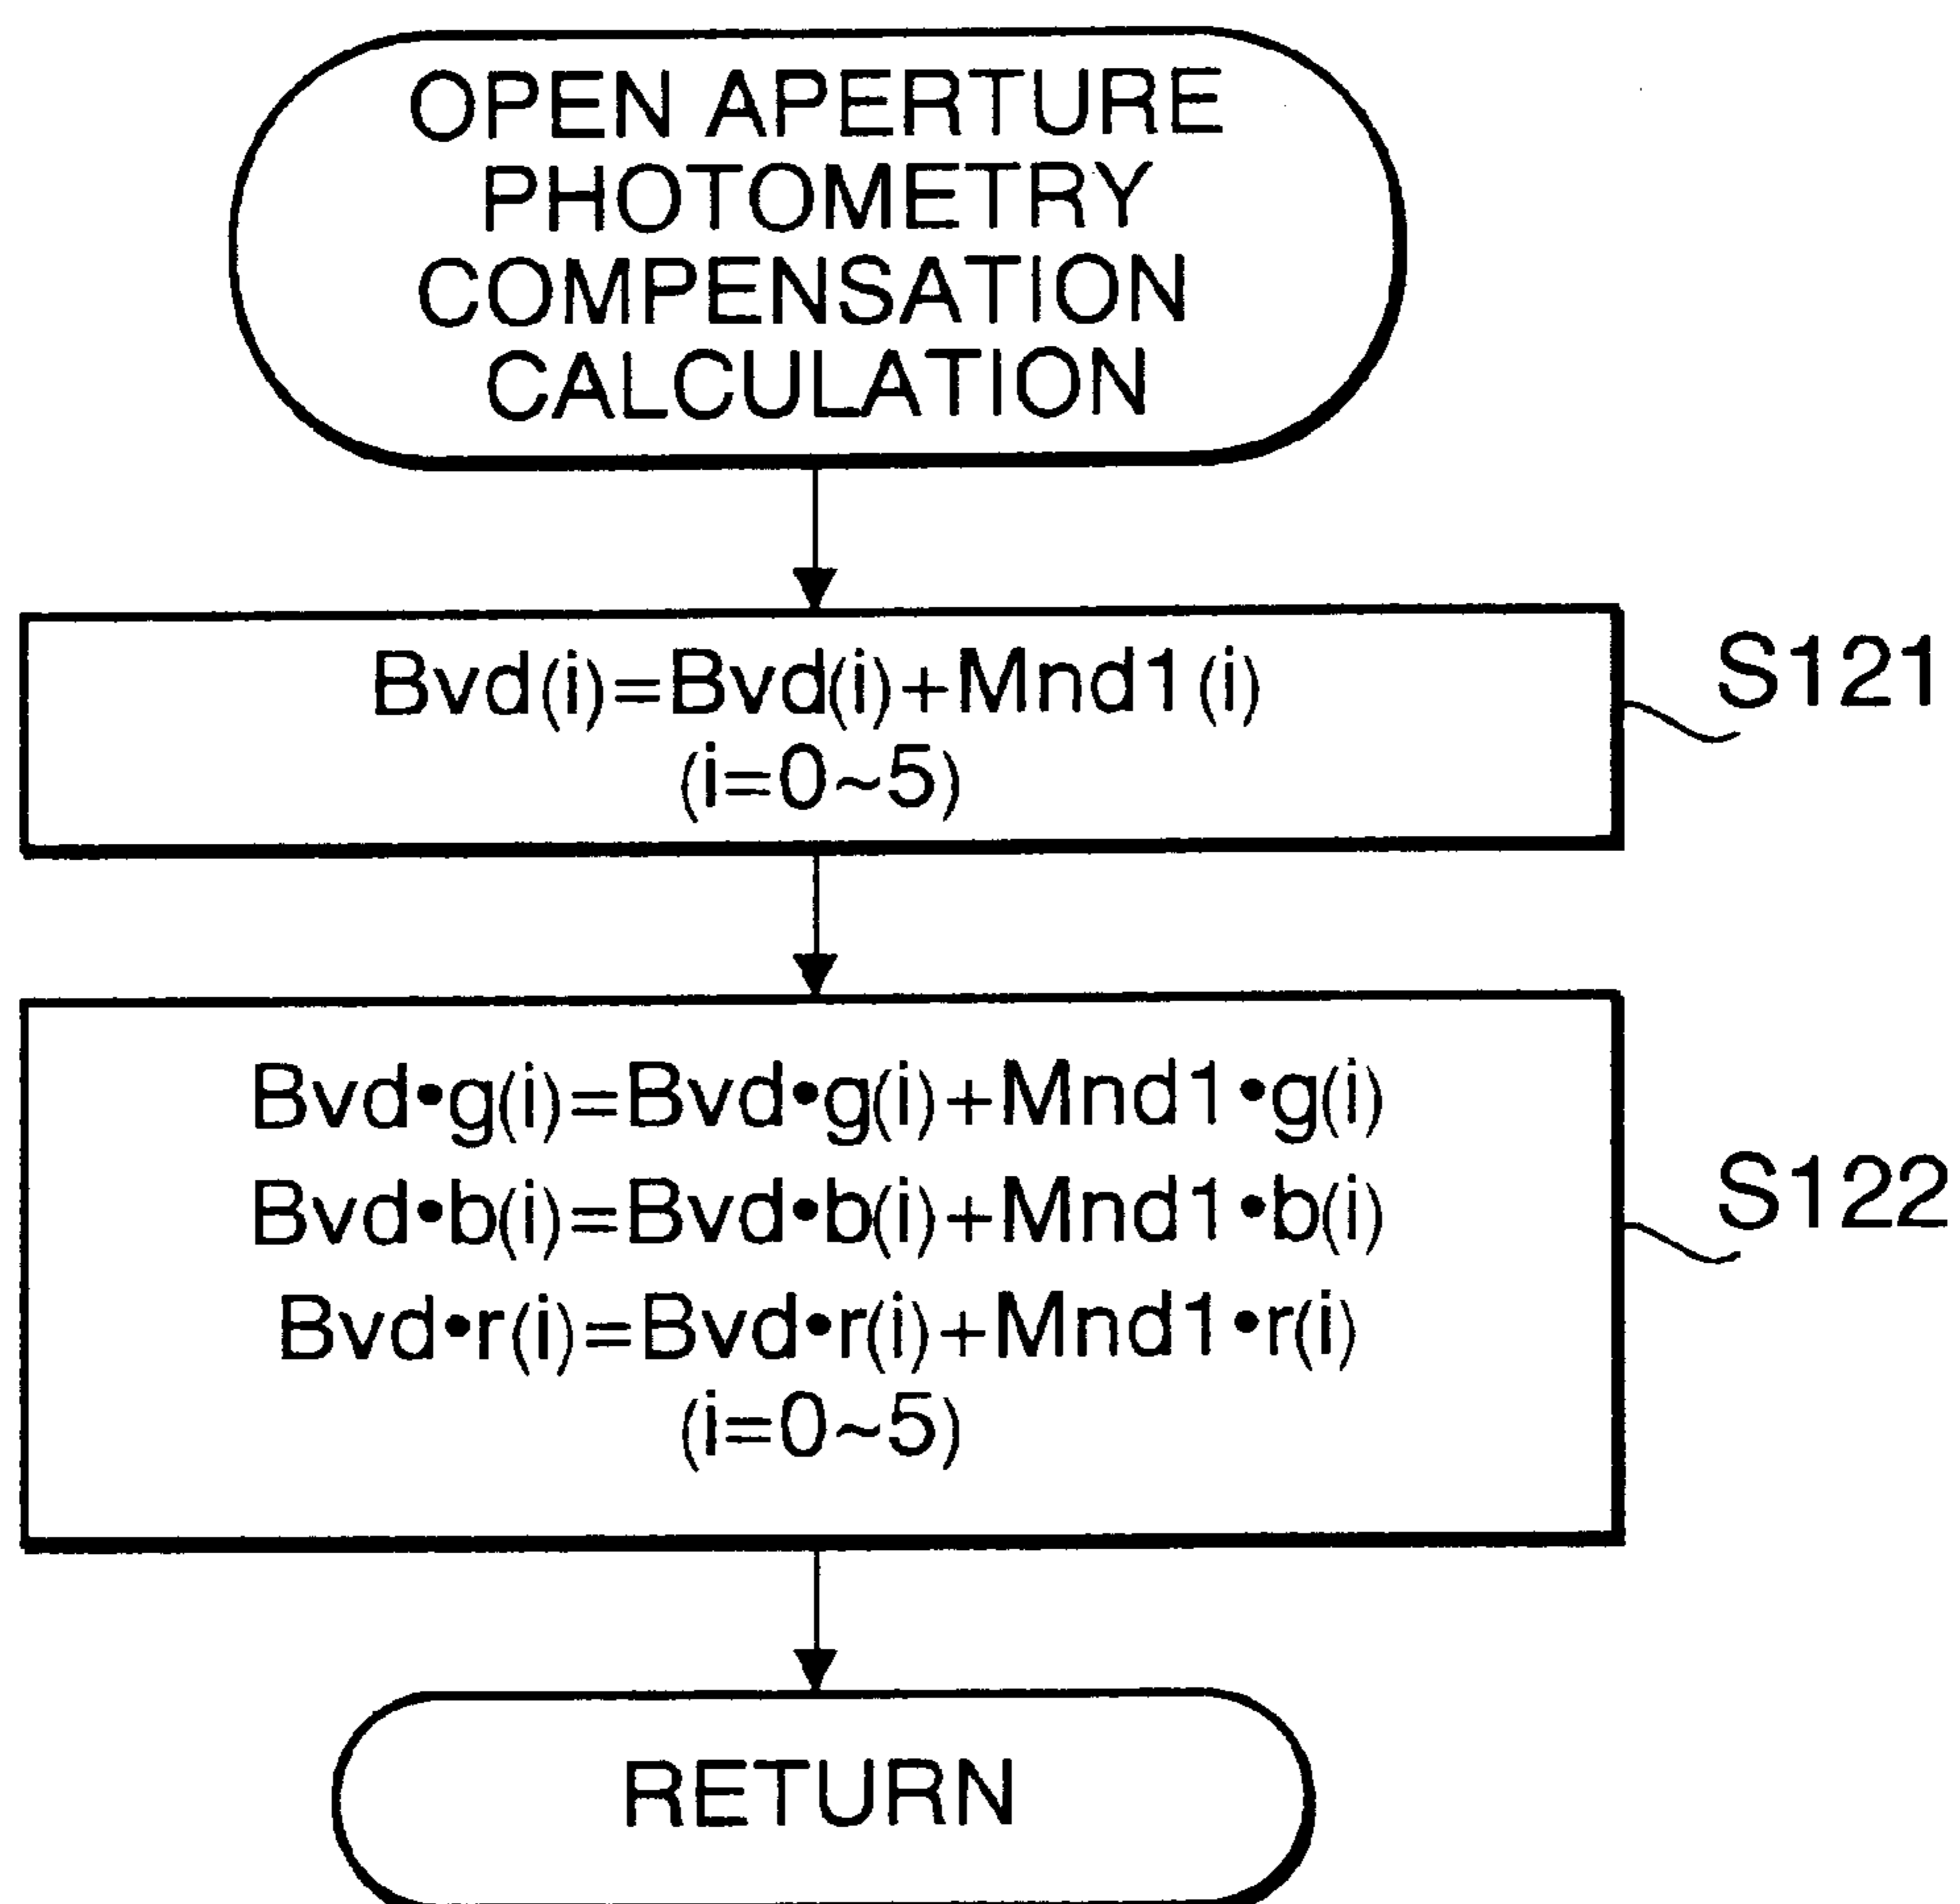 OPEN APERTURE
PHOTOMETRY
COMPENSATION
CALCULATION
Bvd(i)=Bvd(i)+Mnd1(i)
(i=0~5)
S121
Bvd•g(i)=Bvd•g(i)+Mnd1•g(i)
Bvd•b(i)=Bvd•b(i)+Mnd1•b(i)
Bvd•r(i)=Bvd•r(i)+Mnd1•r(i)
(i=0~5)
S122
RETURN